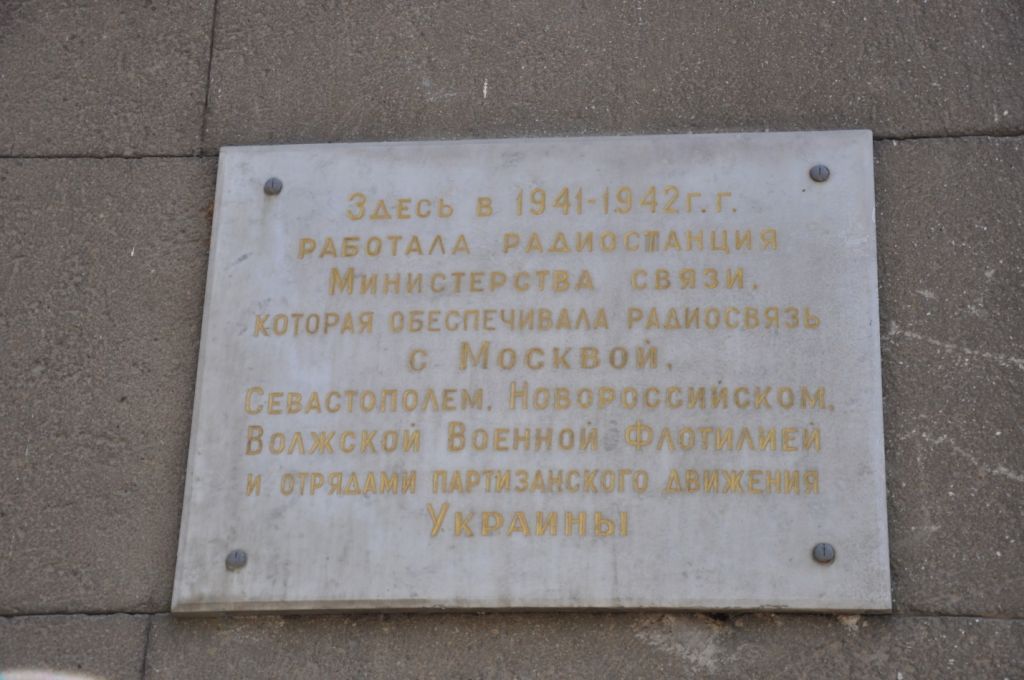 Здесь в 1941-1942г.г.
работала радиостанция
Министерства связи,
которая обеспечивала радиосвязь
с Москвой,
Севастополем, Новороссийском,
Волжской Военной Флотилией
и отрядами партизанского движения
Украины